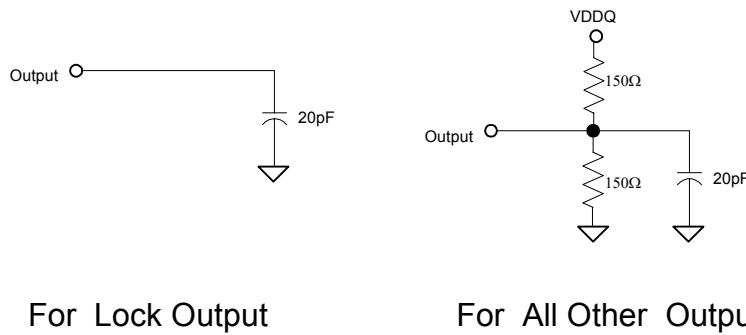 Output
20pF
For Lock Output
VDDQ
150Ω
Output
150Ω
20pF
For All Other Outpu